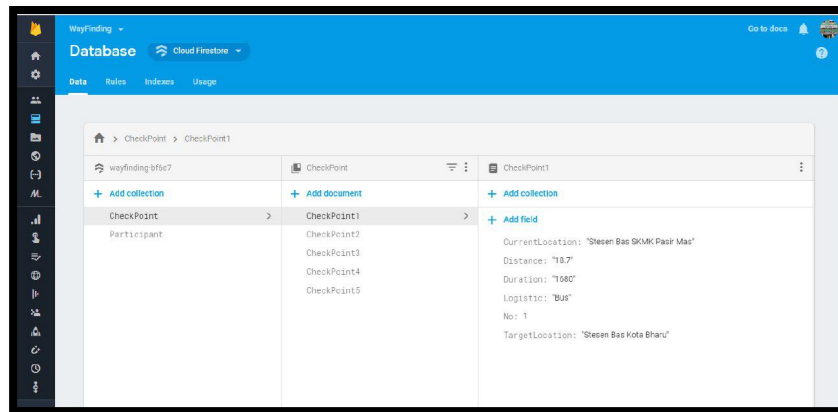 WayFinding
Go to docs
Database
Cloud Firestore
Data Rules Indexes Usage
CheckPoint > CheckPoint1
wayfinding-bf6c7
CheckPoint
CheckPoint1
+ Add collection
+ Add document
+ Add collection
CheckPoint >
Participant
CheckPoint1 >
CheckPoint2
CheckPoint3
CheckPoint4
CheckPoint5
+ Add field
CurrentLocation: "Stesen Bas SKMK Pasir Mas"
Distance: "18.7"
Duration: "1680"
Logistic: "Bus"
No: 1
TargetLocation: "Stesen Bas Kota Bharu"